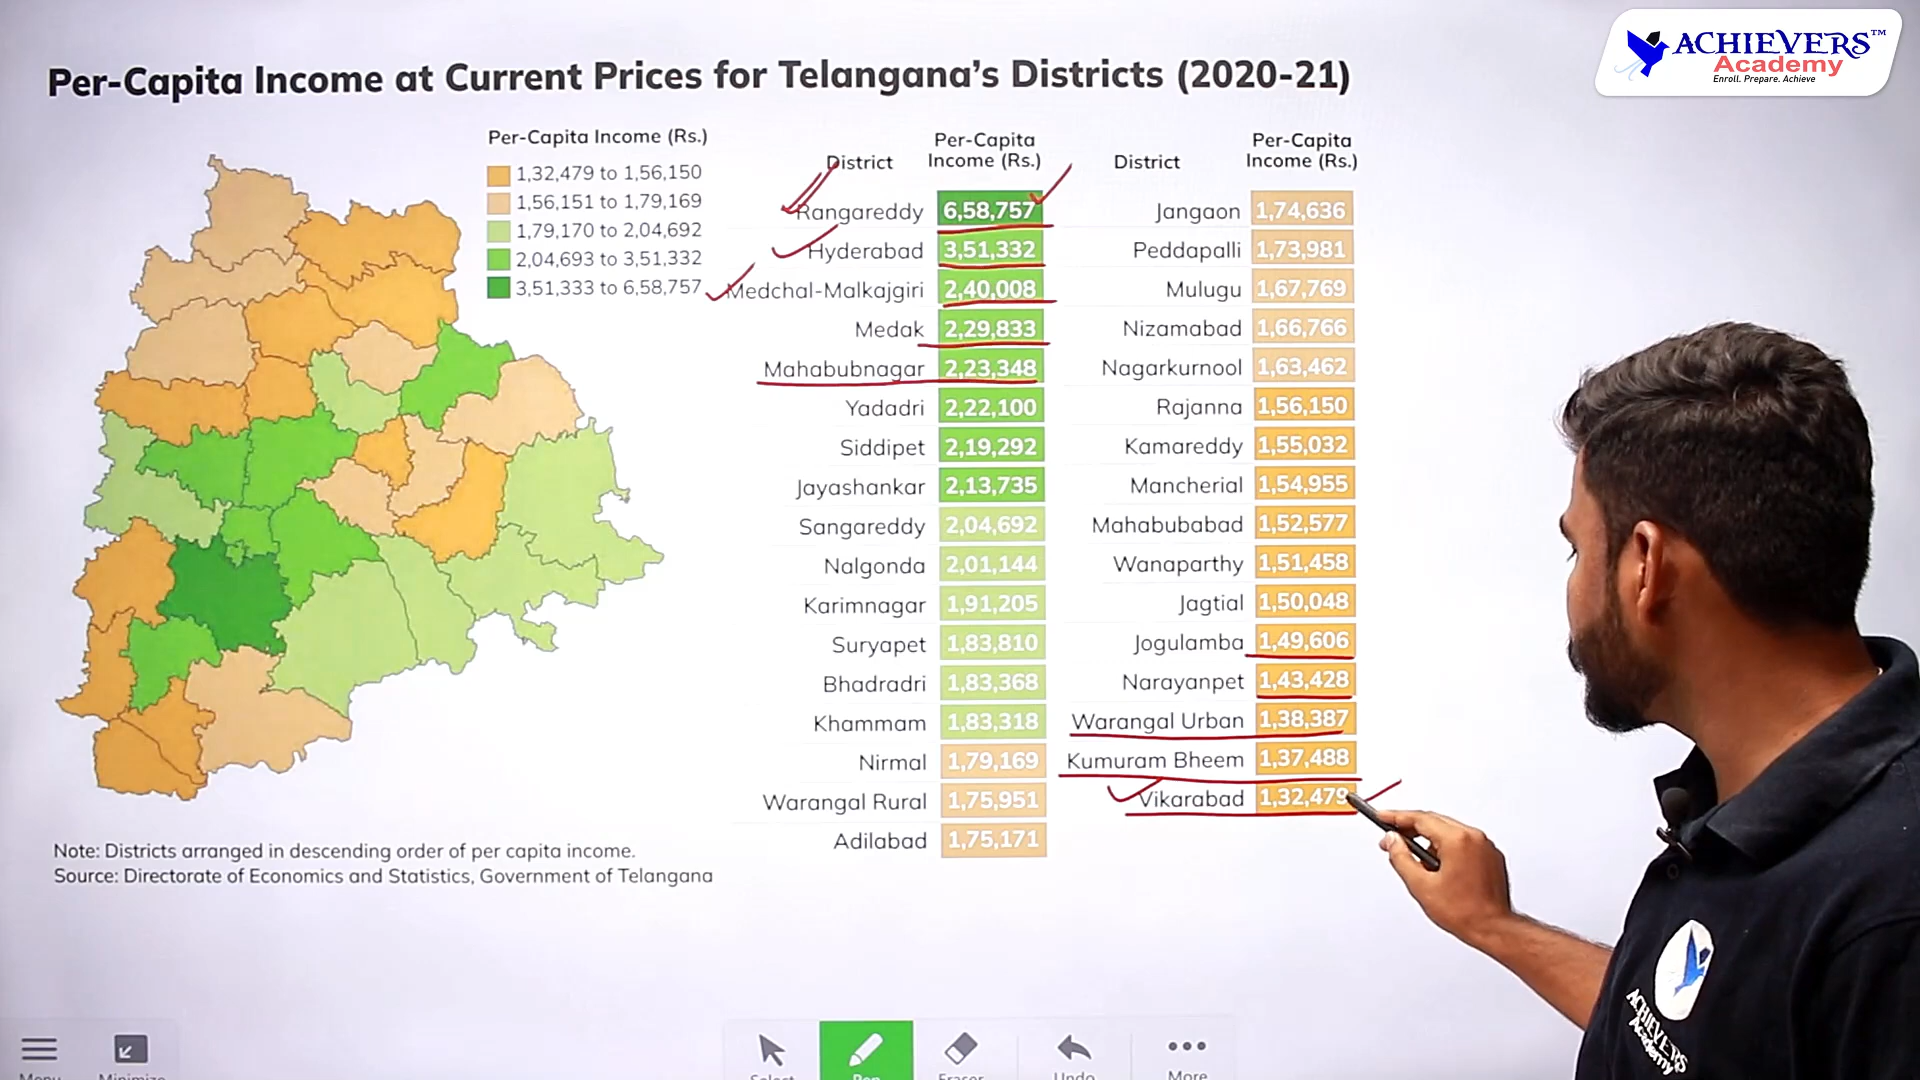 ACHIEVERS™
Academy
Enroll. Prepare. Achieve
Per-Capita Income at Current Prices for Telangana's Districts (2020-21)
Per-Capita Income (Rs.)
1,32,479 to 1,56,150
1,56,151 to 1,79,169
1,79,170 to 2,04,692
2,04,693 to 3,51,332
3,51,333 to 6,58,757
District Per-Capita Income (Rs.)
Rangareddy 6,58,757
Hyderabad 3,51,332
Medchal-Malkajgiri 2,40,008
Medak 2,29,833
Mahabubnagar 2,23,348
Yadadri 2,22,100
Siddipet 2,19,292
Jayashankar 2,13,735
Sangareddy 2,04,692
Nalgonda 2,01,144
Karimnagar 1,91,205
Suryapet 1,83,810
Bhadradri 1,83,368
Khammam 1,83,318
Nirmal 1,79,169
Warangal Rural 1,75,951
Adilabad 1,75,171
District Per-Capita Income (Rs.)
Jangaon 1,74,636
Peddapalli 1,73,981
Mulugu 1,67,769
Nizamabad 1,66,766
Nagarkurnool 1,63,462
Rajanna 1,56,150
Kamareddy 1,55,032
Mancherial 1,54,955
Mahabubabad 1,52,577
Wanaparthy 1,51,458
Jagtial 1,50,048
Jogulamba 1,49,606
Narayanpet 1,43,428
Warangal Urban 1,38,387
Kumuram Bheem 1,37,488
Vikarabad 1,32,479
Note: Districts arranged in descending order of per capita income.
Source: Directorate of Economics and Statistics, Government of Telangana
ACHIEVERS
Academy
Menu Minimize Select Pen Eraser Undo More